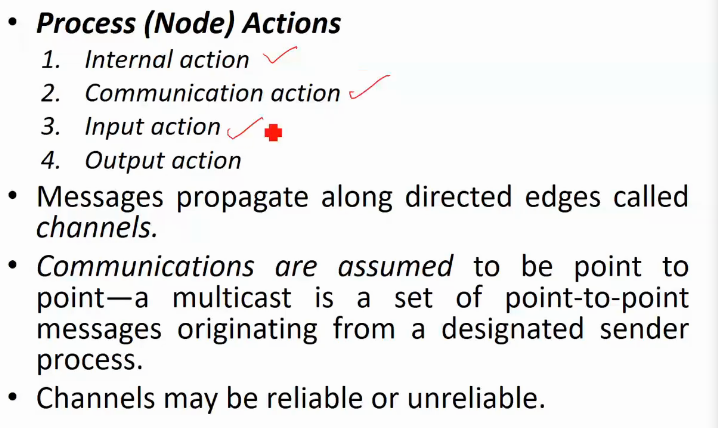 • Process (Node) Actions
1. Internal action
2. Communication action
3. Input action
4. Output action
• Messages propagate along directed edges called
channels.
• Communications are assumed to be point to
point—a multicast is a set of point-to-point
messages originating from a designated sender
process.
• Channels may be reliable or unreliable.